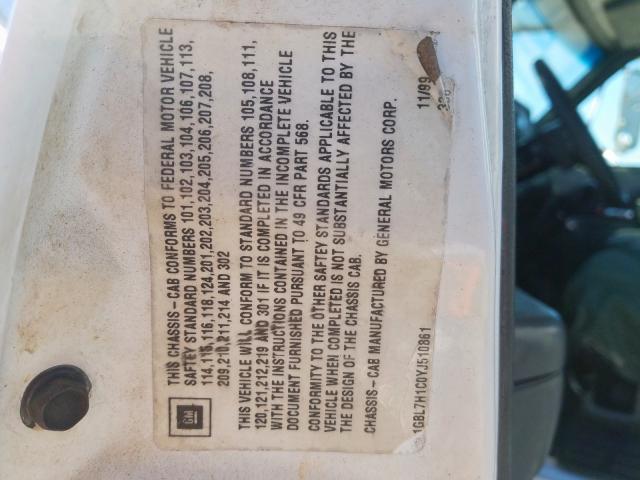 THIS CHASSIS-CAB CONFORMS TO FEDERAL MOTOR VEHICLE
SAFTEY STANDARD NUMBERS 101,102,103,104,106,107,113,
114,115,116,118,124,201,202,203,204,205,206,207,208,
209,210,211,214 AND 302
THIS VEHICLE WILL CONFORM TO STANDARD NUMBERS 105,108,111,
120,121,212,219 AND 301 IF IT IS COMPLETED IN ACCORDANCE
WITH THE INSTRUCTIONS CONTAINED IN THE INCOMPLETE VEHICLE
DOCUMENT FURNISHED PURSUANT TO 49 CFR PART 568.
CONFORMITY TO THE OTHER SAFTEY STANDARDS APPLICABLE TO THIS
VEHICLE WHEN COMPLETED IS NOT SUBSTANTIALLY AFFECTED BY THE
THE DESIGN OF THE CHASSIS CAB.
CHASSIS-CAB MANUFACTURED BY GENERAL MOTORS CORP.
GM
1GBL7H1C0YJ510861
11/99